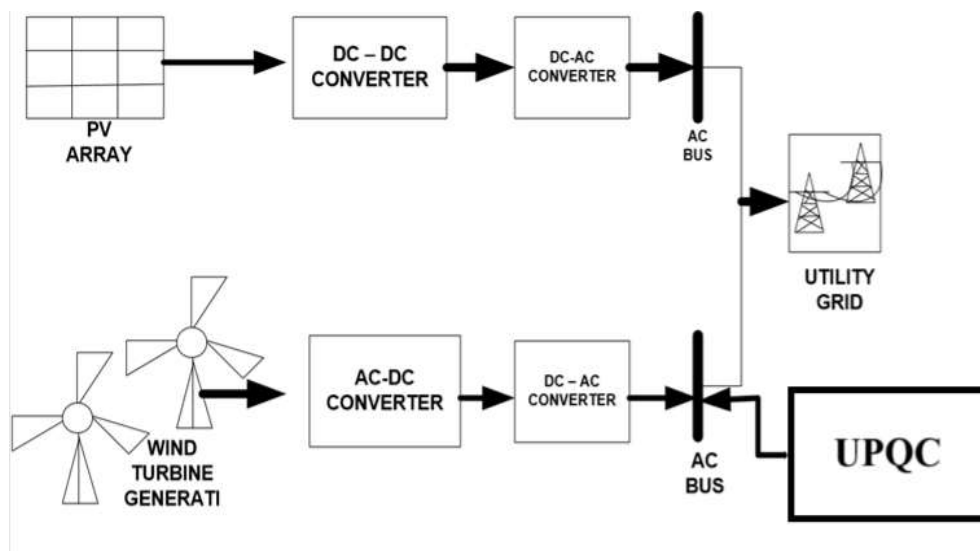 PV
ARRAY
DC – DC
CONVERTER
DC-AC
CONVERTER
AC
BUS
UTILITY
GRID
WIND
TURBINE
GENERATI
AC-DC
CONVERTER
DC – AC
CONVERTER
AC
BUS
UPQC